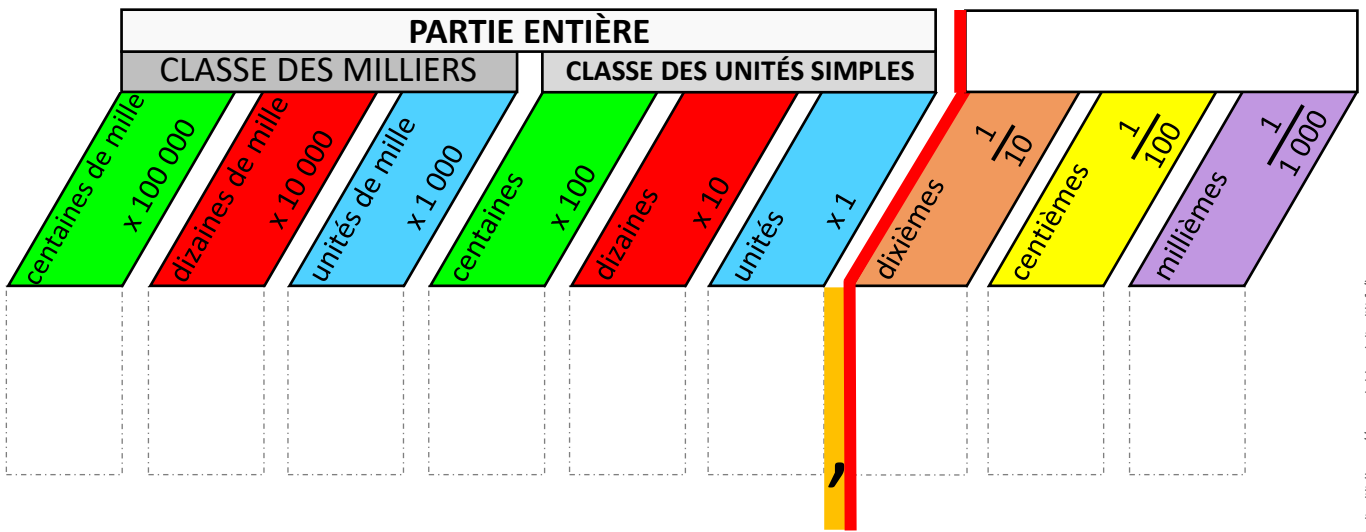 PARTIE ENTIÈRE
CLASSE DES MILLIERS
CLASSE DES UNITÉS SIMPLES
centaines de mille
x 100 000
dizaines de mille
x 10 000
unités de mille
x 1 000
centaines
x 100
dizaines
x 10
unités
x 1
dixièmes
1
10
centièmes
1
100
millièmes
1
1 000
,